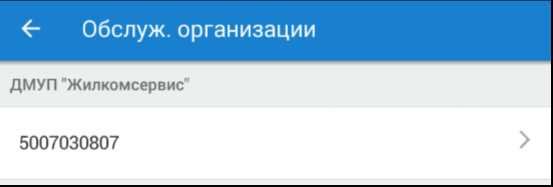 Обслуж. организации
ДМУП "Жилкомсервис"
5007030807